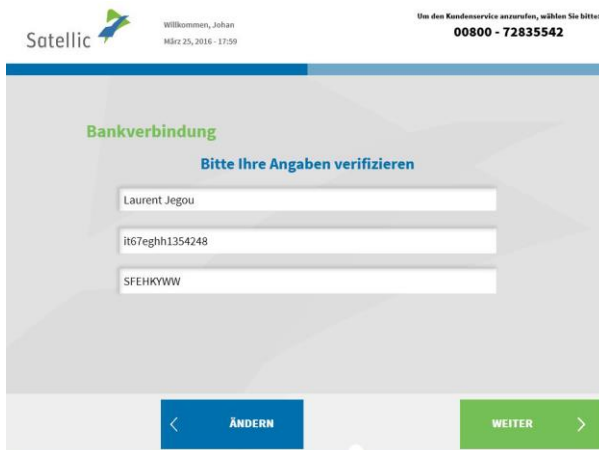 Satellic
Willkommen, Johan
März 25, 2016 - 17:59
Um den Kundenservice anzurufen, wählen Sie bitte:
00800 - 72835542
Bankverbindung
Bitte Ihre Angaben verifizieren
Laurent Jegou
it67eghh1354248
SFEHKYWW
ÄNDERN
WEITER